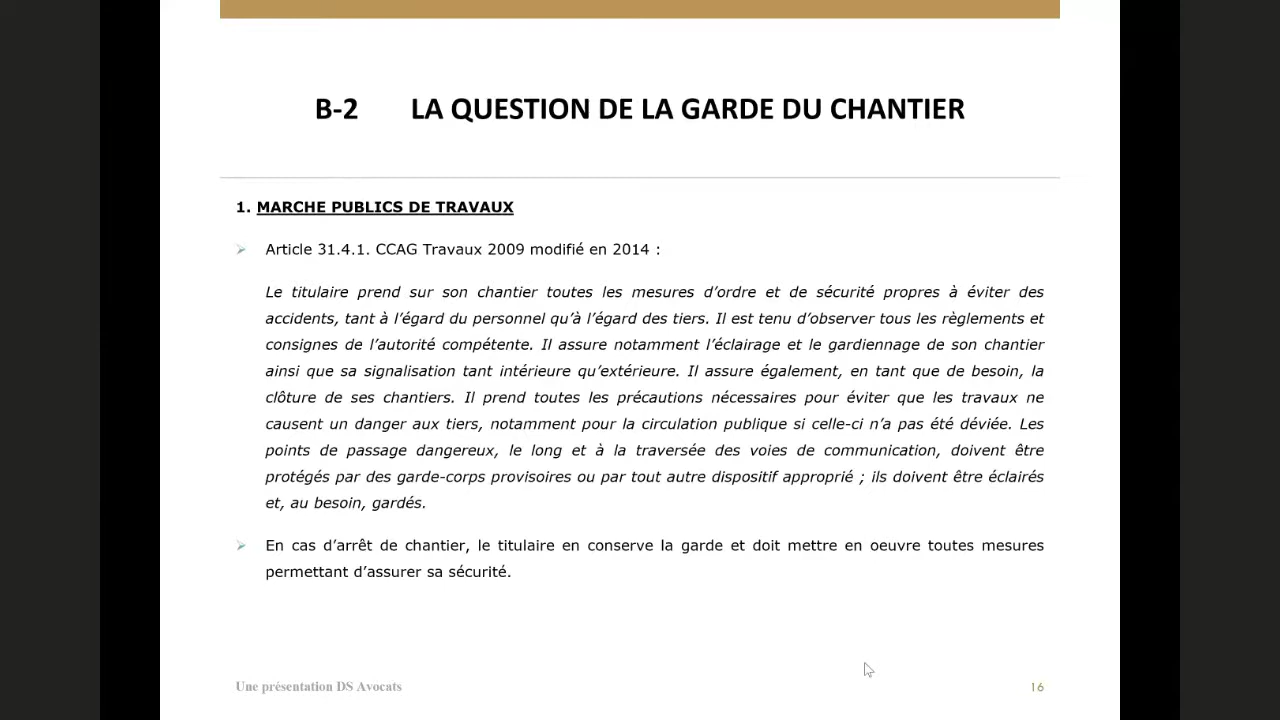 B-2 LA QUESTION DE LA GARDE DU CHANTIER
1. MARCHE PUBLICS DE TRAVAUX
Article 31.4.1. CCAG Travaux 2009 modifié en 2014 :
Le titulaire prend sur son chantier toutes les mesures d’ordre et de sécurité propres à éviter des
accidents, tant à l’égard du personnel qu’à l’égard des tiers. Il est tenu d’observer tous les règlements et
consignes de l’autorité compétente. Il assure notamment l’éclairage et le gardiennage de son chantier
ainsi que sa signalisation tant intérieure qu’extérieure. Il assure également, en tant que de besoin, la
clôture de ses chantiers. Il prend toutes les précautions nécessaires pour éviter que les travaux ne
causent un danger aux tiers, notamment pour la circulation publique si celle-ci n’a pas été déviée. Les
points de passage dangereux, le long et à la traversée des voies de communication, doivent être
protégés par des garde-corps provisoires ou par tout autre dispositif approprié ; ils doivent être éclairés
et, au besoin, gardés.
En cas d’arrêt de chantier, le titulaire en conserve la garde et doit mettre en oeuvre toutes mesures
permettant d’assurer sa sécurité.
Une présentation DS Avocats
16